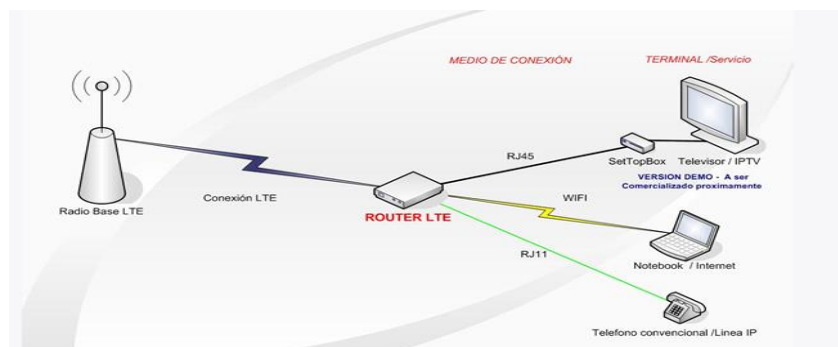 MEDIO DE CONEXIÓN
TERMINAL /Servicio
RJ45
SetTopBox
Televisor / IPTV
VERSION DEMO - A ser
Comercializado proximamente
Radio Base LTE
Conexión LTE
ROUTER LTE
WIFI
RJ11
Notebook / Internet
Telefono convencional /Linea IP